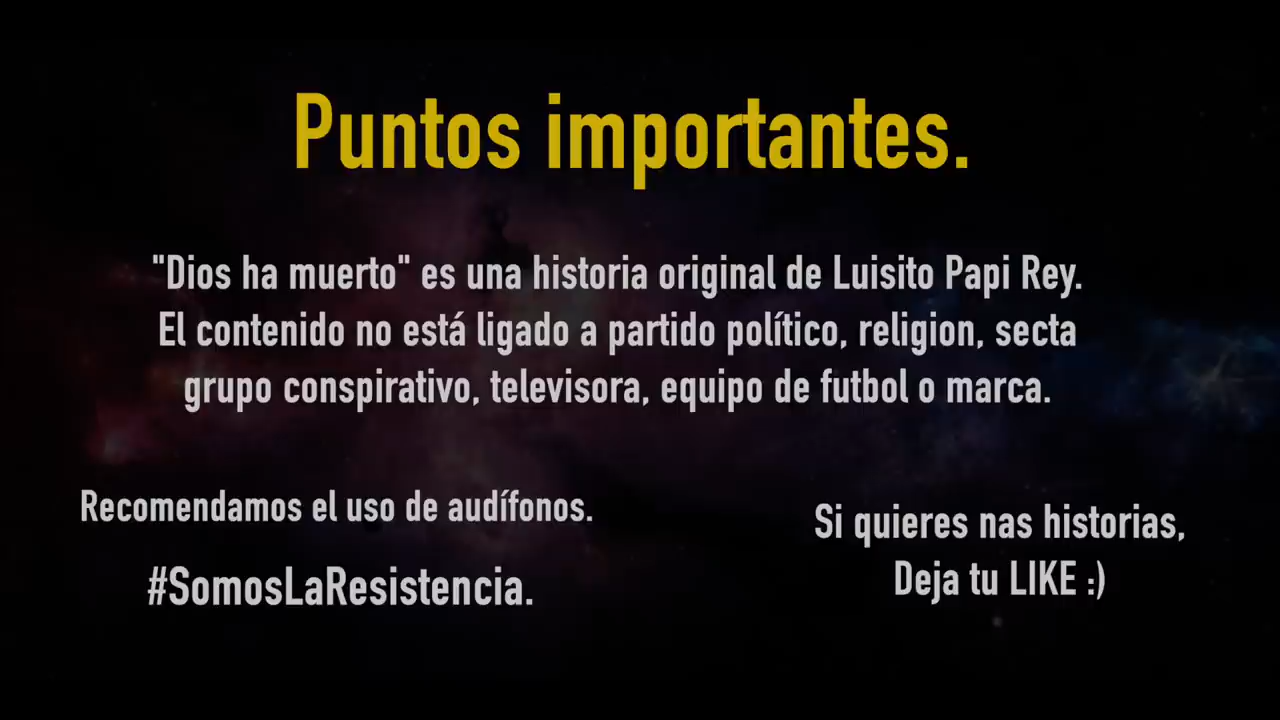 Puntos importantes.
"Dios ha muerto" es una historia original de Luisito Papi Rey.
El contenido no está ligado a partido político, religion, secta
grupo conspirativo, televisora, equipo de futbol o marca.
Recomendamos el uso de audífonos.
#SomosLaResistencia.
Si quieres nas historias,
Deja tu LIKE :)